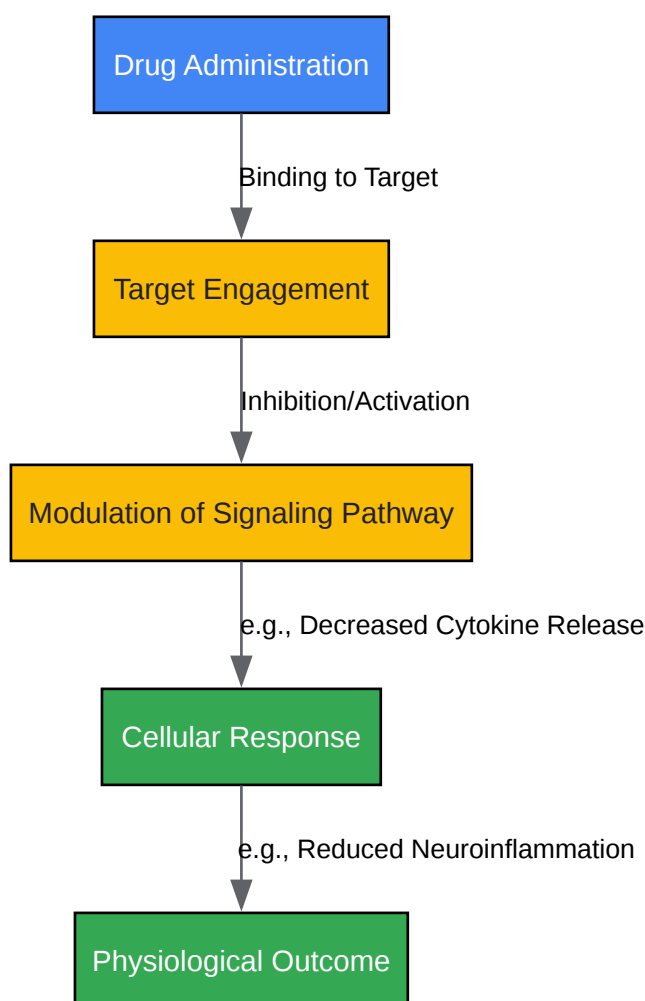 Drug Administration
Binding to Target
Target Engagement
Inhibition/Activation
Modulation of Signaling Pathway
e.g., Decreased Cytokine Release
Cellular Response
e.g., Reduced Neuroinflammation
Physiological Outcome